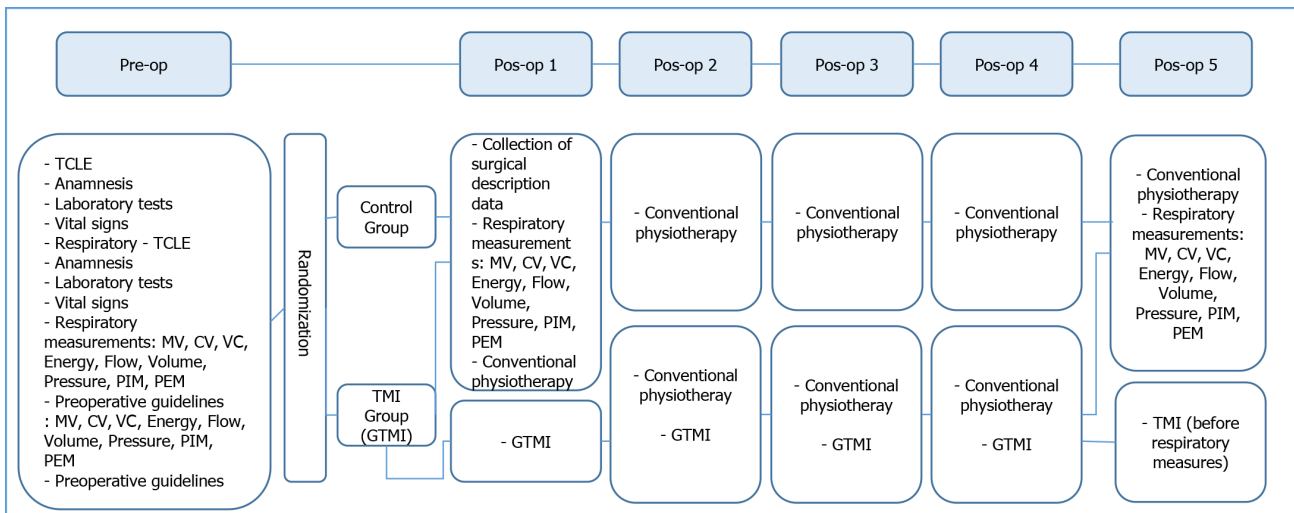 Pre-op
Pos-op 1
Pos-op 2
Pos-op 3
Pos-op 4
Pos-op 5
- TCLE
- Anamnesis
- Laboratory tests
- Vital signs
- Respiratory - TCLE
- Anamnesis
- Laboratory tests
- Vital signs
- Respiratory
measurements: MV, CV, VC,
Energy, Flow, Volume,
Pressure, PIM, PEM
- Preoperative guidelines
: MV, CV, VC, Energy, Flow,
Volume, Pressure, PIM,
PEM
- Preoperative guidelines
Randomization
Control
Group
TMI
Group
(GTMI)
- Collection of
surgical
description
data
- Respiratory
measurement
s: MV, CV, VC,
Energy, Flow,
Volume,
Pressure, PIM,
PEM
- Conventional
physiotherapy
- GTMI
- Conventional
physiotherapy
- Conventional
physiotheray
- GTMI
- Conventional
physiotherapy
- Conventional
physiotheray
- GTMI
- Conventional
physiotherapy
- Conventional
physiotheray
- GTMI
- Conventional
physiotherapy
- Respiratory
measurements:
MV, CV, VC,
Energy, Flow,
Volume,
Pressure, PIM,
PEM
- TMI (before
respiratory
measures)